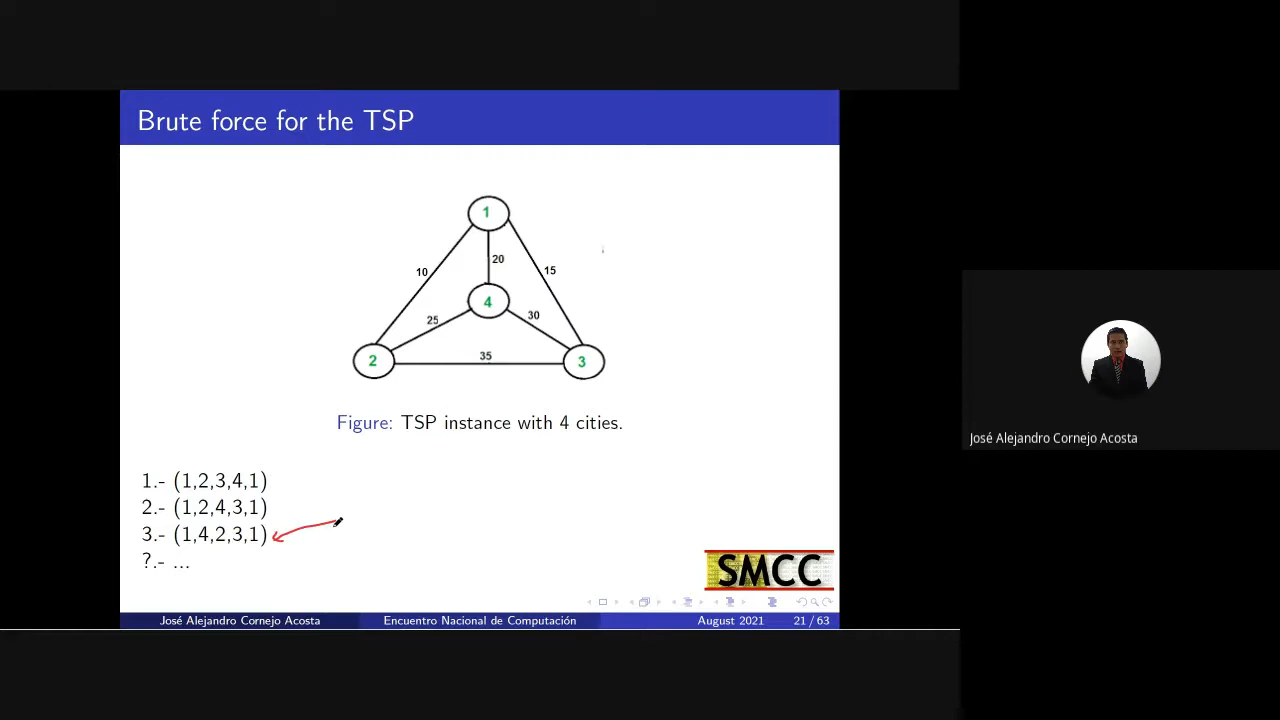 Brute force for the TSP
1
10
20
15
4
25
30
2
35
3
Figure: TSP instance with 4 cities.
1.- (1,2,3,4,1)
2.- (1,2,4,3,1)
3.- (1,4,2,3,1)
?.- ...
SMCC
José Alejandro Cornejo Acosta
Encuentro Nacional de Computación
August 2021
21 / 63
José Alejandro Cornejo Acosta